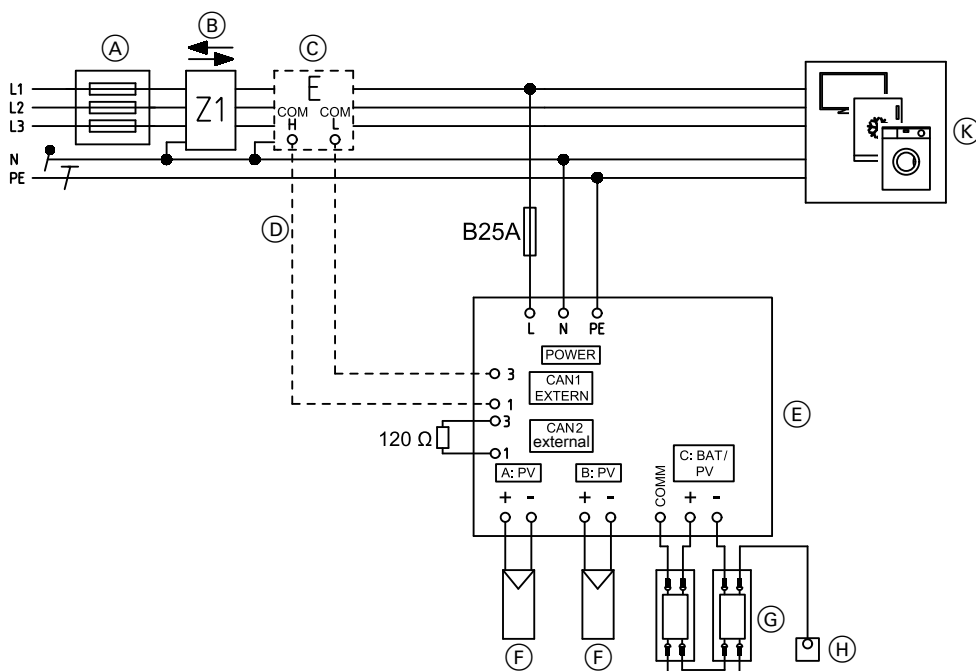 A
B
C
L1
L2
L3
Z1
E
COM
H
COM
L
N
PE
K
D
B25A
L
N
PE
POWER
3
CAN1
EXTERN
1
3
CAN2
external
120 Ω
1
E
A: PV
B: PV
COMM
C: BAT/
PV
+ -
+ -
+ -
G
H
F
F